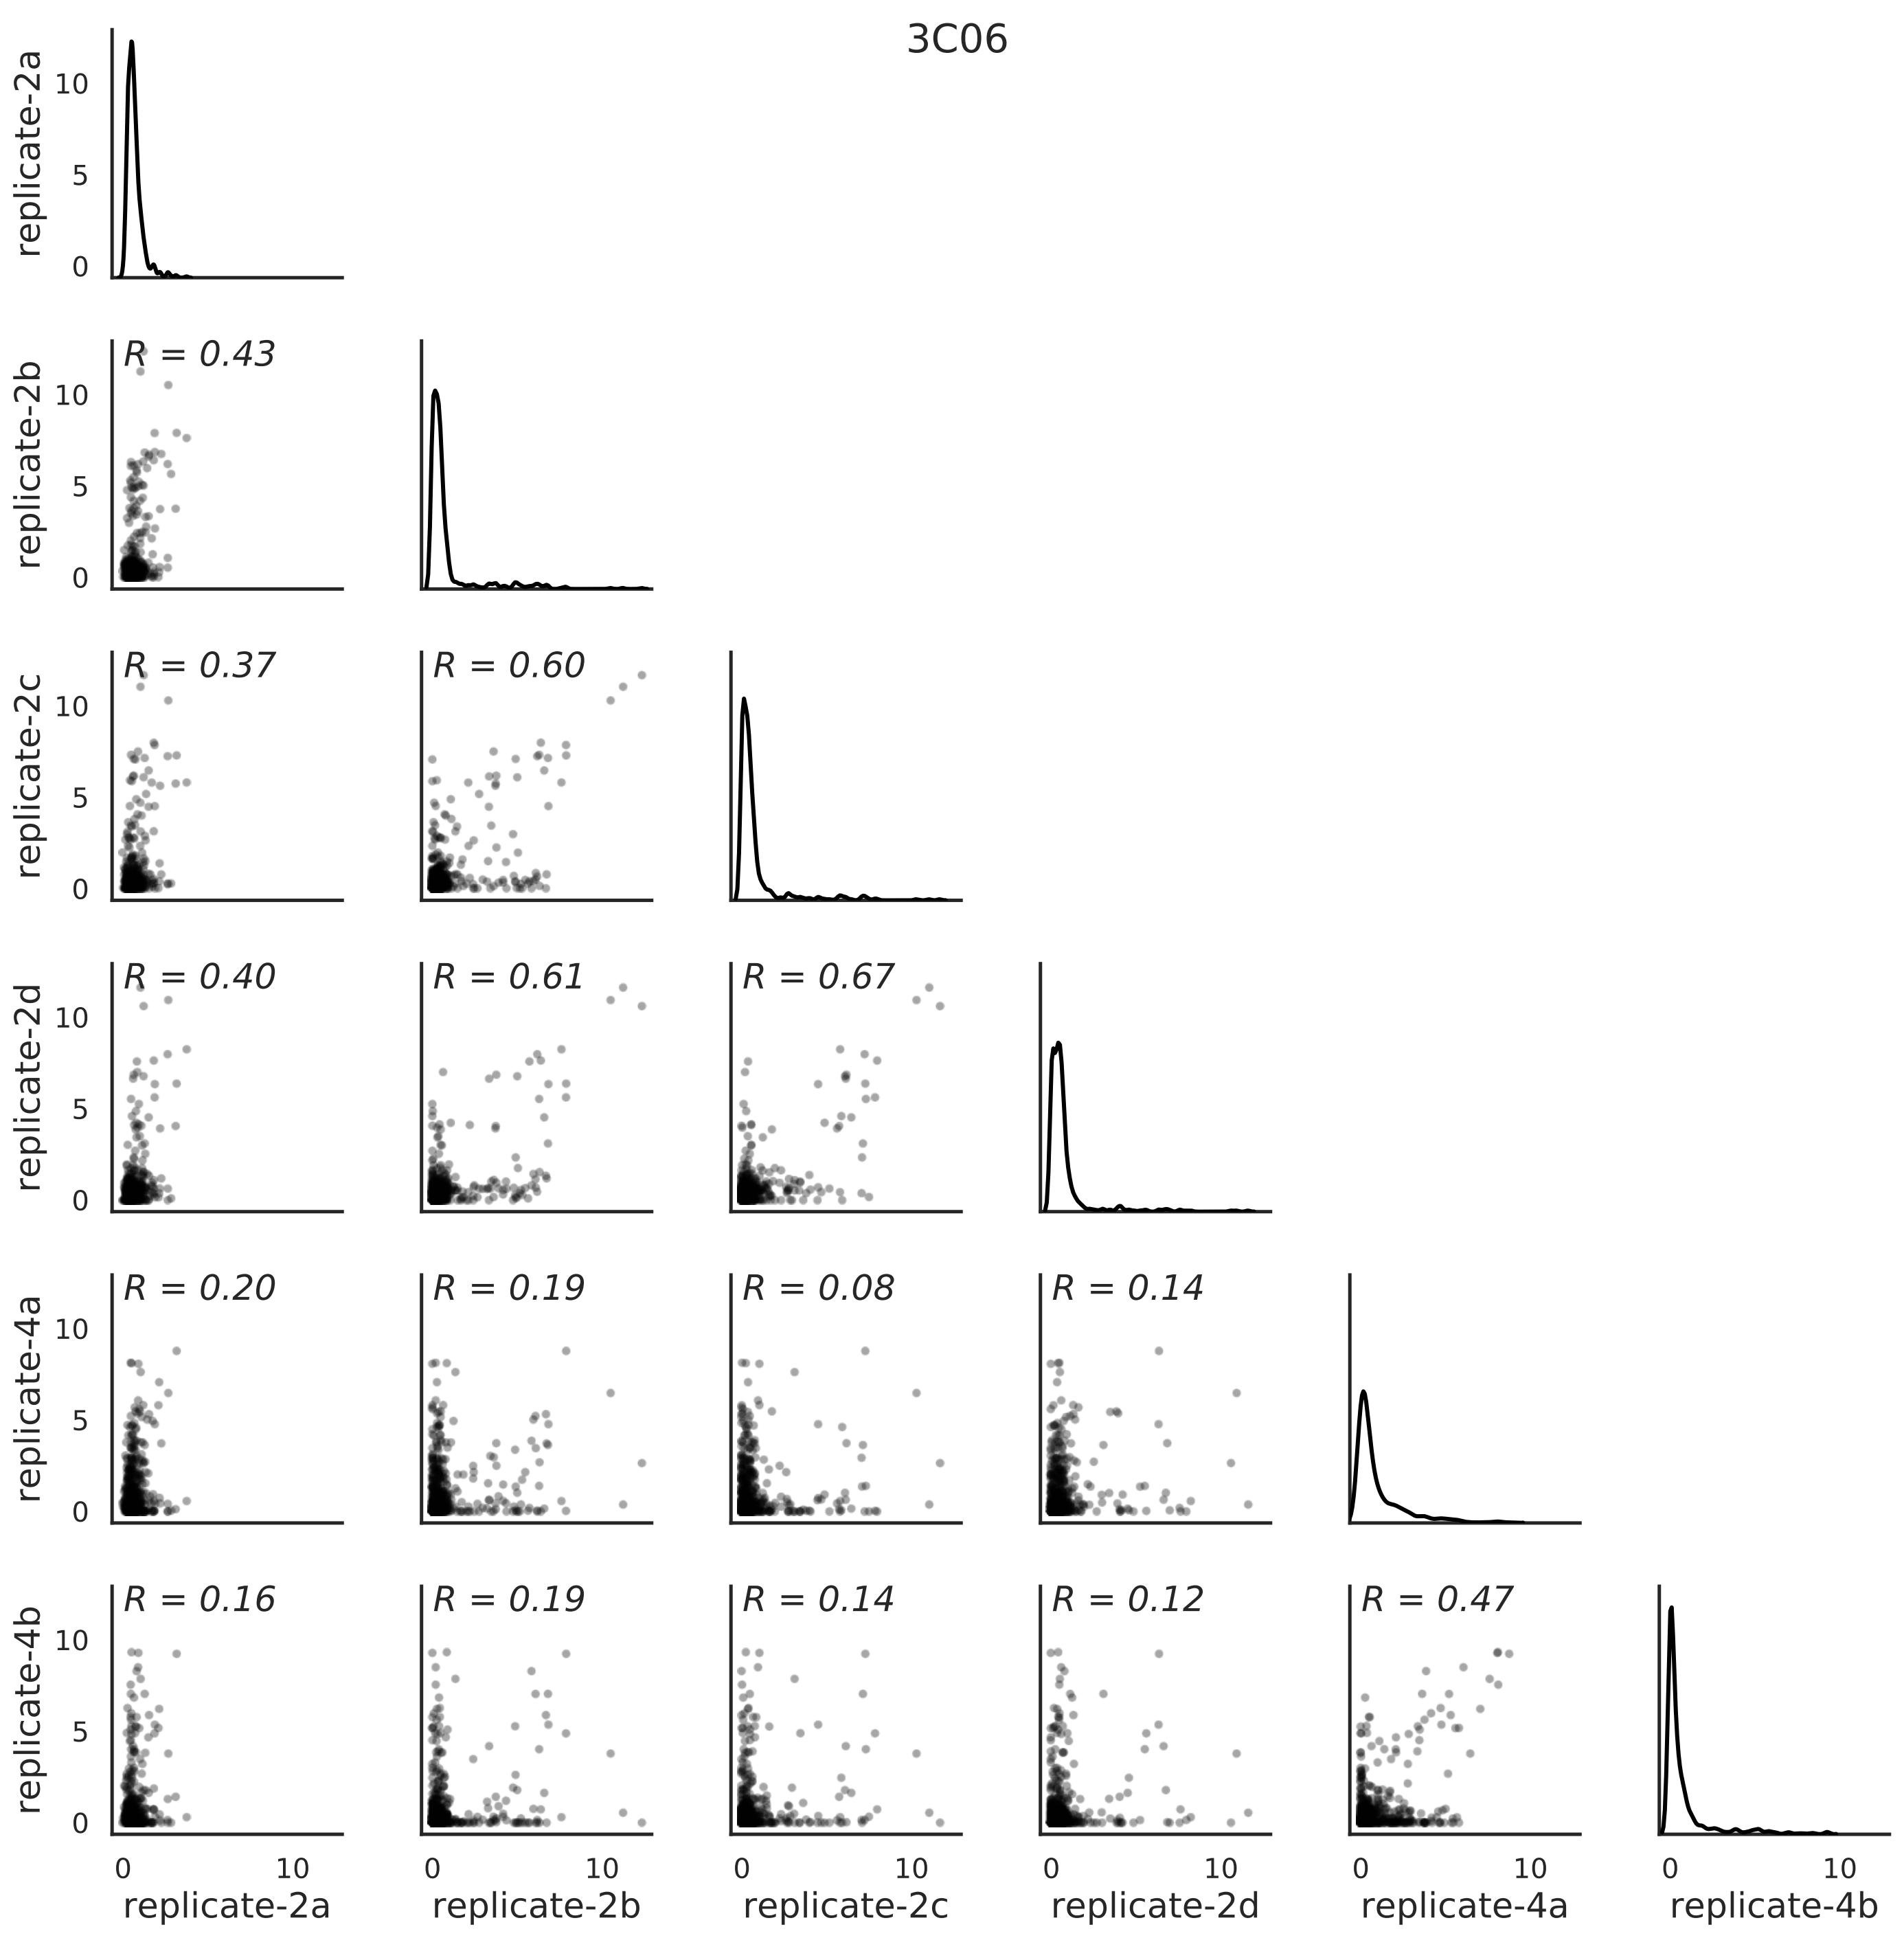 3C06
replicate-2a
10
5
0
replicate-2b
10
5
0
R = 0.43
replicate-2c
10
5
0
R = 0.37
R = 0.60
replicate-2d
10
5
0
R = 0.40
R = 0.61
R = 0.67
replicate-4a
10
5
0
R = 0.20
R = 0.19
R = 0.08
R = 0.14
replicate-4b
10
5
0
R = 0.16
R = 0.19
R = 0.14
R = 0.12
R = 0.47
0 10
0 10
0 10
0 10
0 10
0 10
replicate-2a
replicate-2b
replicate-2c
replicate-2d
replicate-4a
replicate-4b